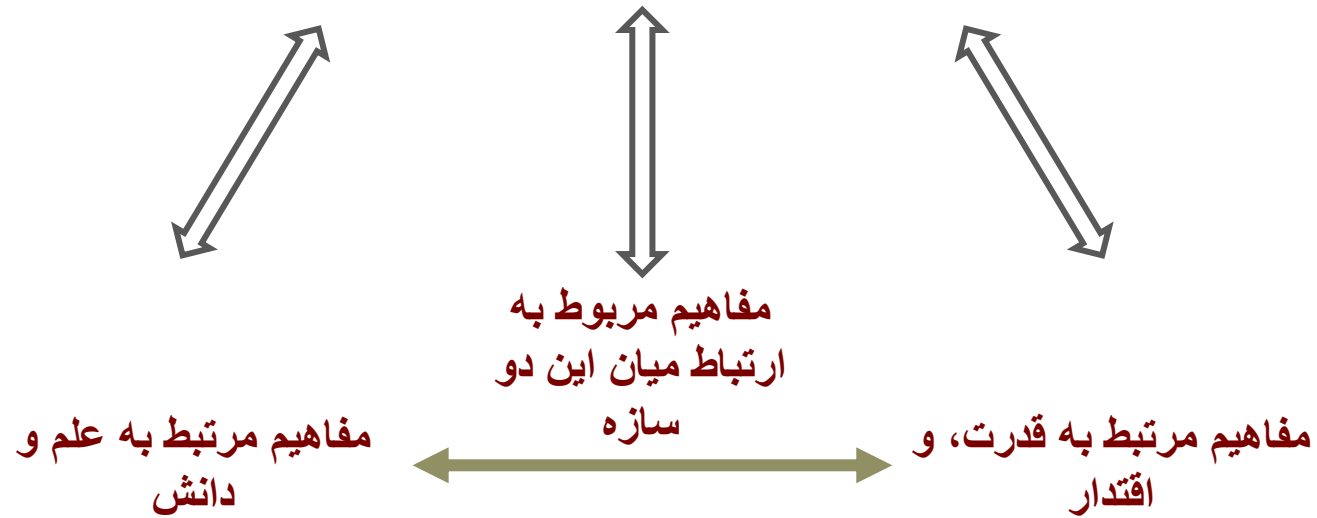 مفاهیم مربوط به
ارتباط میان این دو
سازه
مفاهیم مرتبط به قدرت، و
اقتدار
مفاهیم مرتبط به علم و
دانش